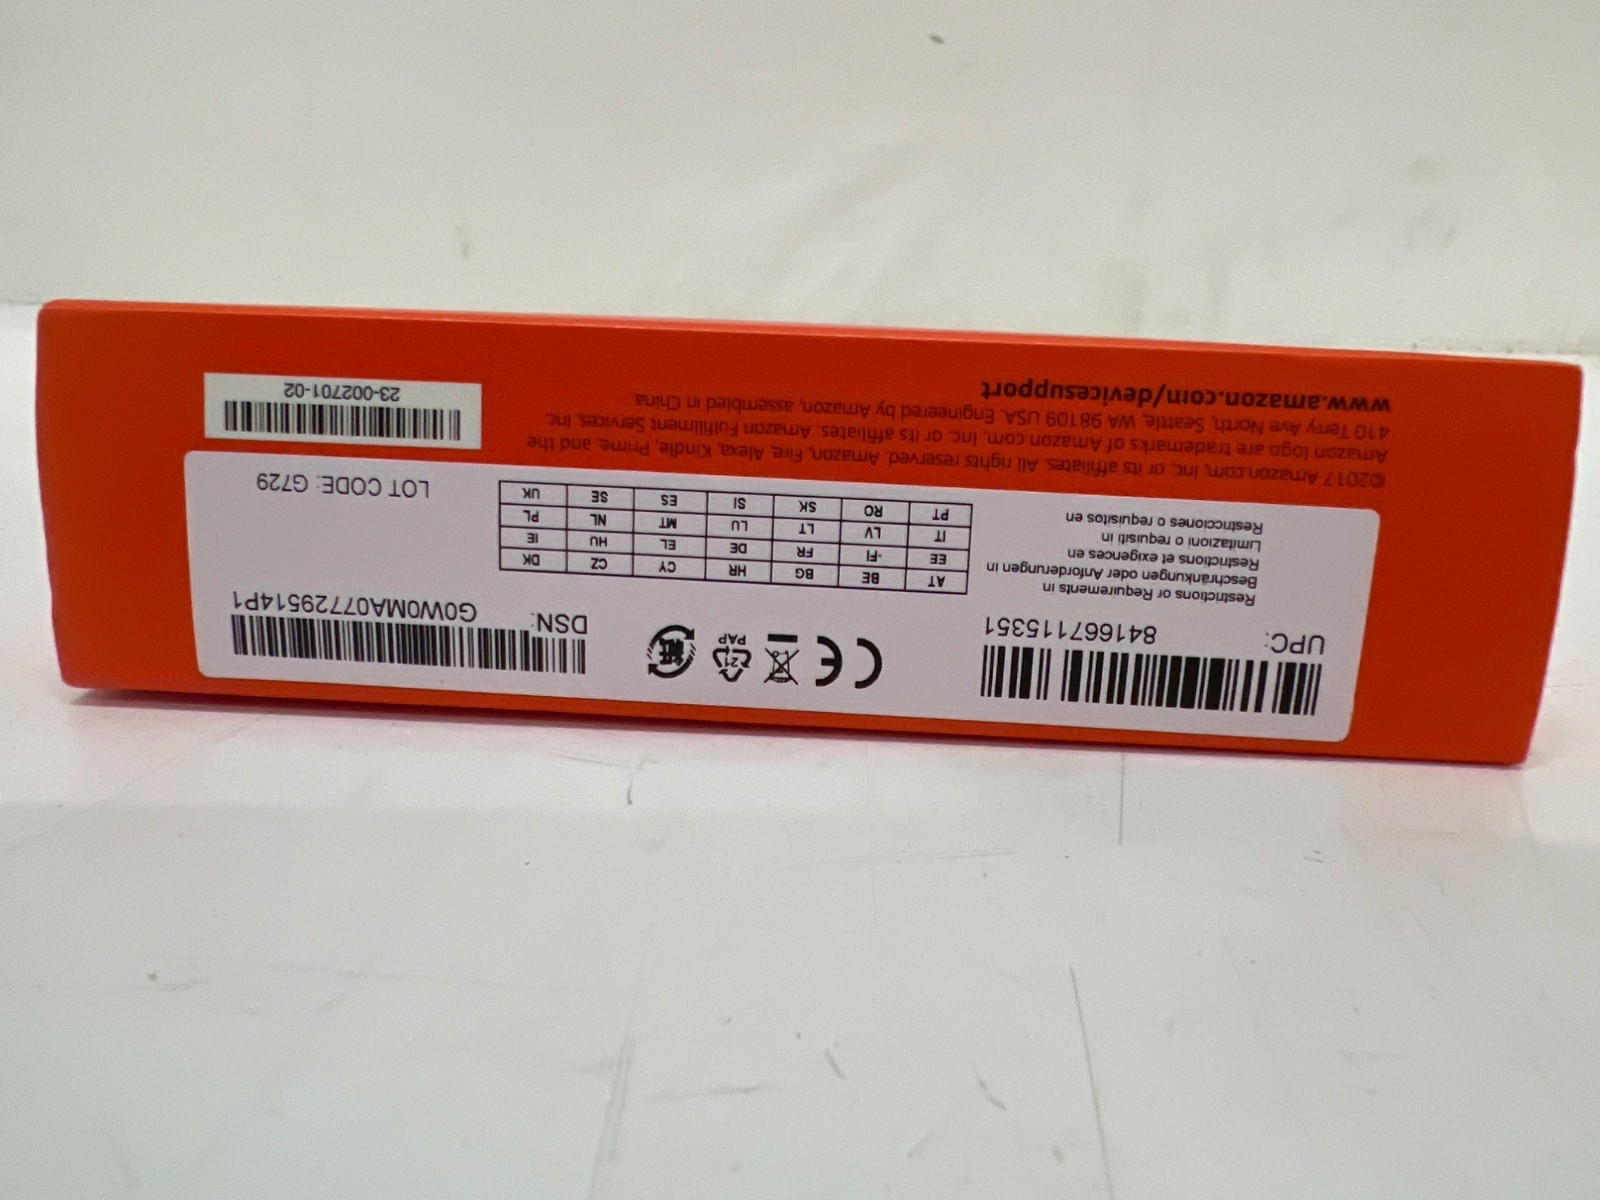 UPC:
841667115351
21
PAP
DSN:
G0W0MA07729514P1
Restrictions or Requirements in
Beschränkungen oder Anforderungen in
Restrictions et exigences en
Limitazioni o requisiti in
Restricciones o requisitos en
AT BE BG HR CY CZ DK
EE FI FR DE EL HU IE
IT LV LT LU MT NL PL
PT RO SK SI ES SE UK
LOT CODE: G729
©2017 Amazon.com, Inc. or its affiliates. All rights reserved. Amazon, Fire, Alexa, Kindle, Prime, and the
Amazon logo are trademarks of Amazon.com, Inc. or its affiliates. Amazon Fulfillment Services, Inc.
410 Terry Ave North, Seattle, WA 98109 USA. Engineered by Amazon, assembled in China.
www.amazon.com/devicesupport
23-002701-02